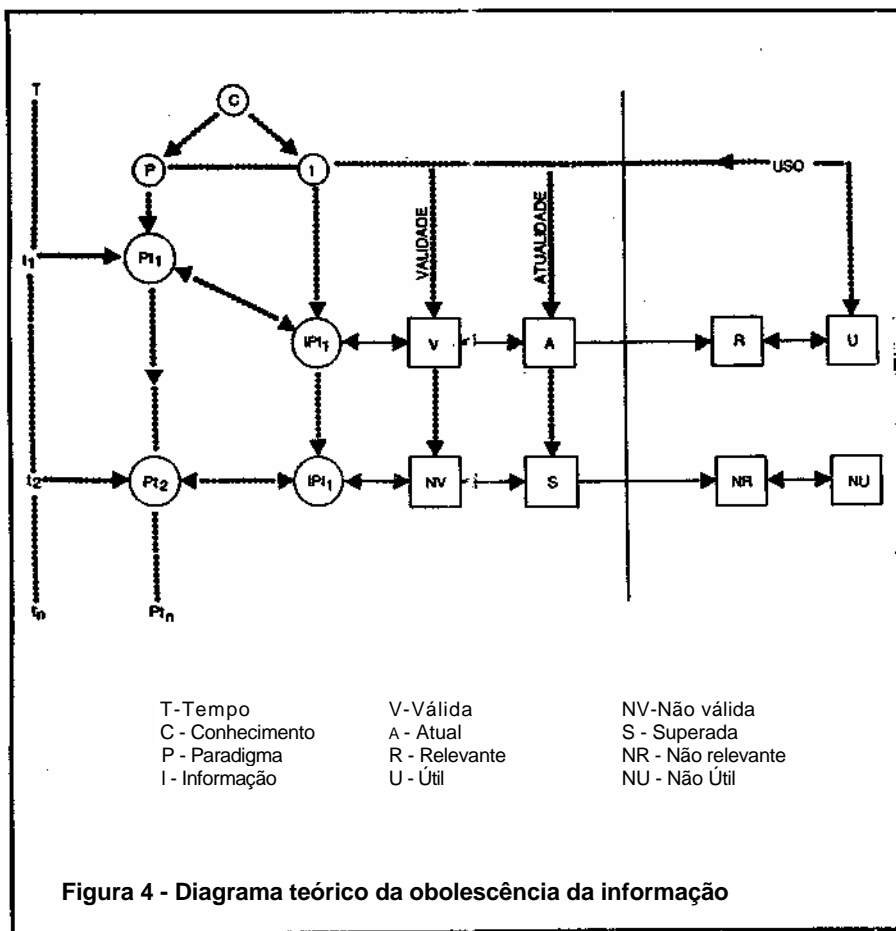 T
C
P I USO
VALIDADE
ATUALIDADE
t1 Pt1
IPt1 V A R U
t2 Pt2 IPt1 NV S NR NU
tn Ptn
T-Tempo V-Válida NV-Não válida
C - Conhecimento A - Atual S - Superada
P - Paradigma R - Relevante NR - Não relevante
I - Informação U - Útil NU - Não Útil
Figura 4 - Diagrama teórico da obolescência da informação